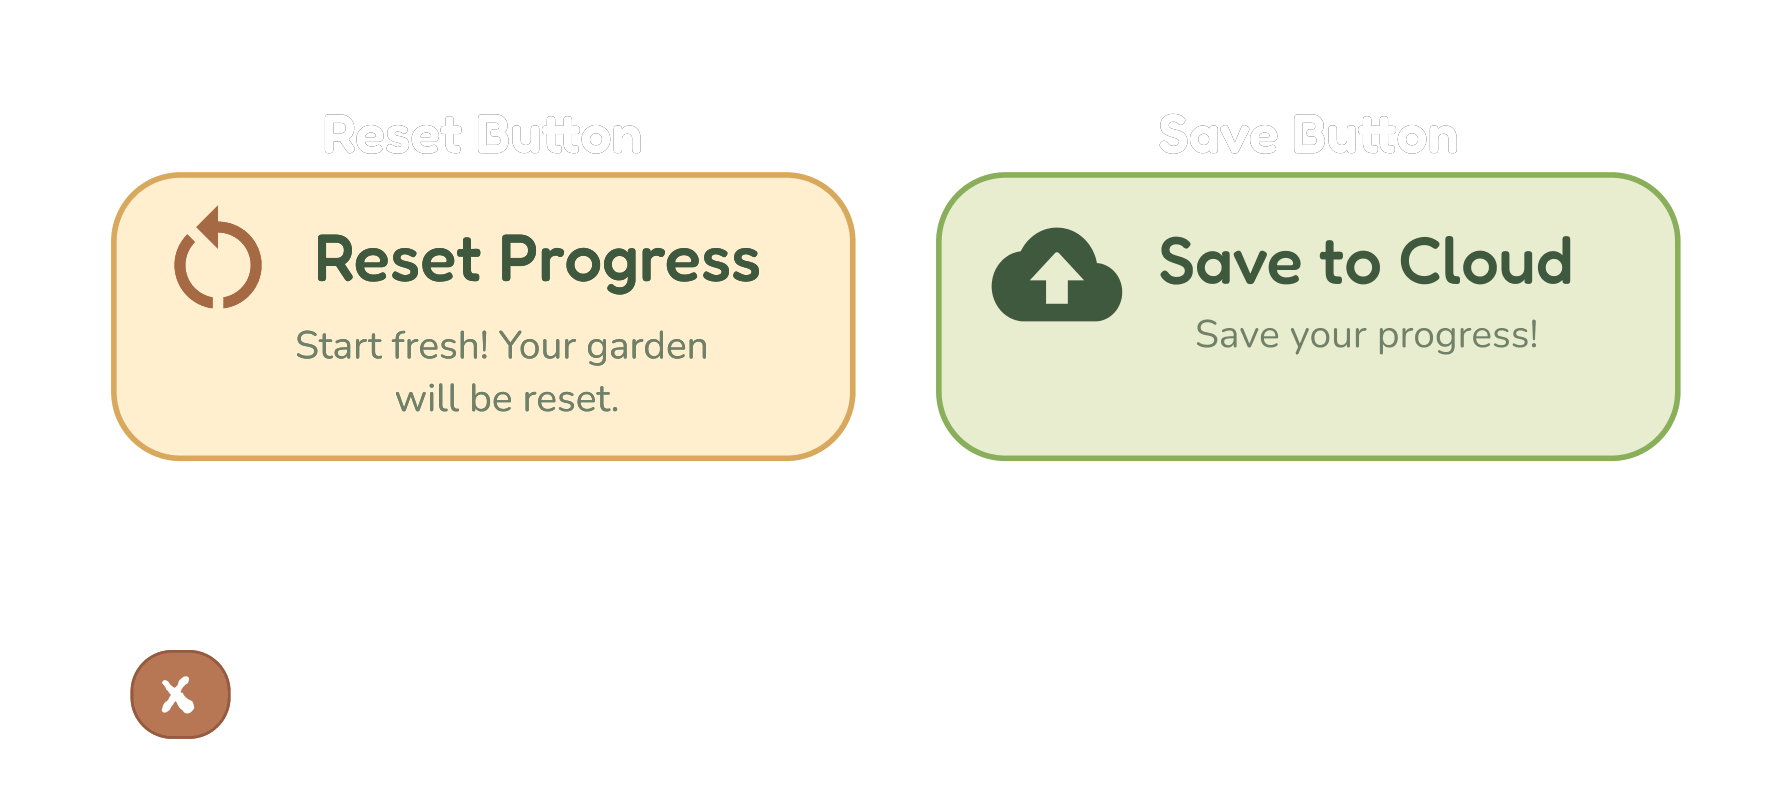 Reset Button
Save Button
Reset Progress
Start fresh! Your garden
will be reset.
Save to Cloud
Save your progress!
X